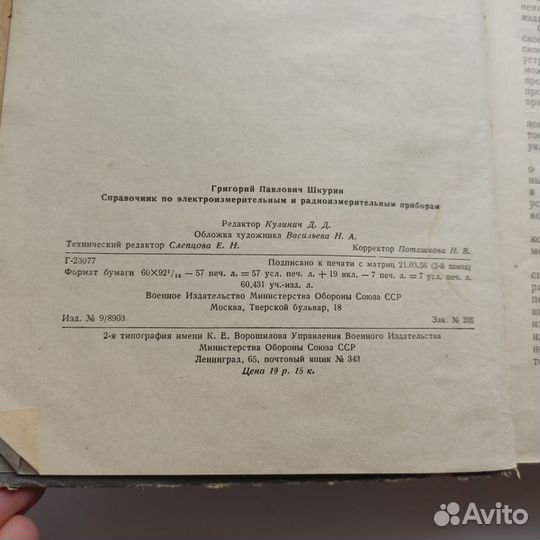 Григорий Павлович Шкурин
Справочник по электроизмерительным и радиоизмерительным приборам
Редактор Кулинич Д. Д.
Обложка художника Васильева Н. А.
Технический редактор Слепцова Е. Н. Корректор Поташкова Н. В.
Г-23077 Подписано к печати с матриц 21.03.56 (2-й завод)
Формат бумаги 60×92¹/₁₆ — 57 печ. л. = 57 усл. печ. л. + 19 вкл. — 7 печ. л. = 7 усл. печ. л.
60,431 уч.-изд. л.
Военное Издательство Министерства Обороны Союза ССР
Москва, Тверской бульвар, 18
Изд. № 9/8903 Зак. № 208
2-я типография имени К. Е. Ворошилова Управления Военного Издательства
Министерства Обороны Союза ССР
Ленинград, 65, почтовый ящик № 343
Цена 19 р. 15 к.
Avito